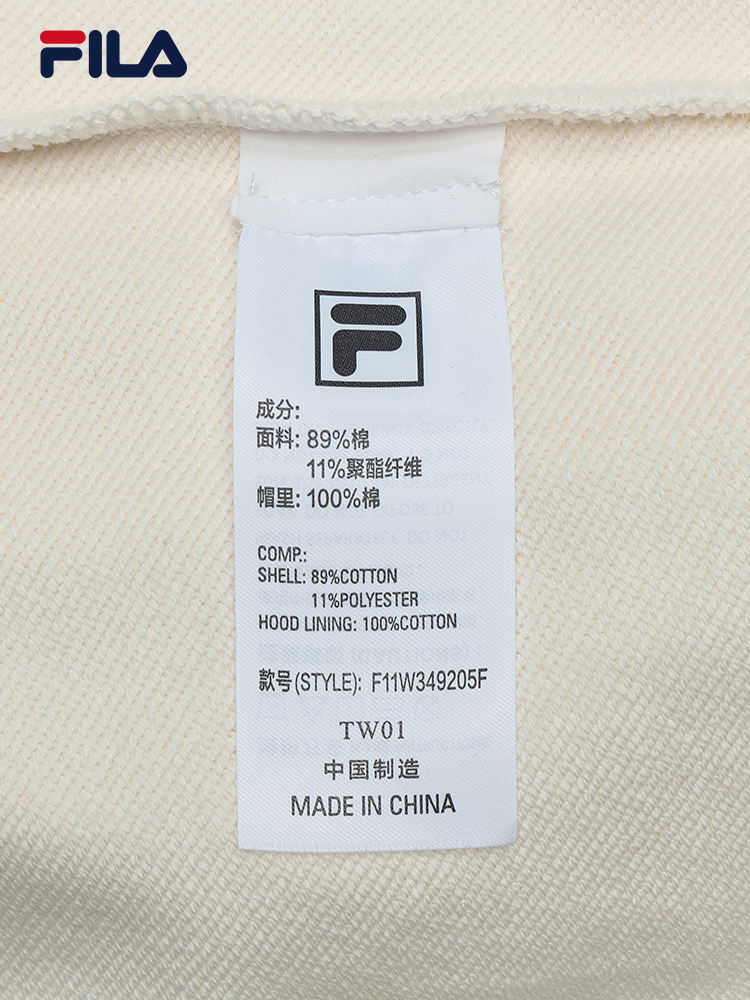 FILA
F
成分:
面料: 89%棉
11%聚酯纤维
帽里: 100%棉
COMP.:
SHELL: 89%COTTON
11%POLYESTER
HOOD LINING: 100%COTTON
款号(STYLE): F11W349205F
TW01
中国制造
MADE IN CHINA